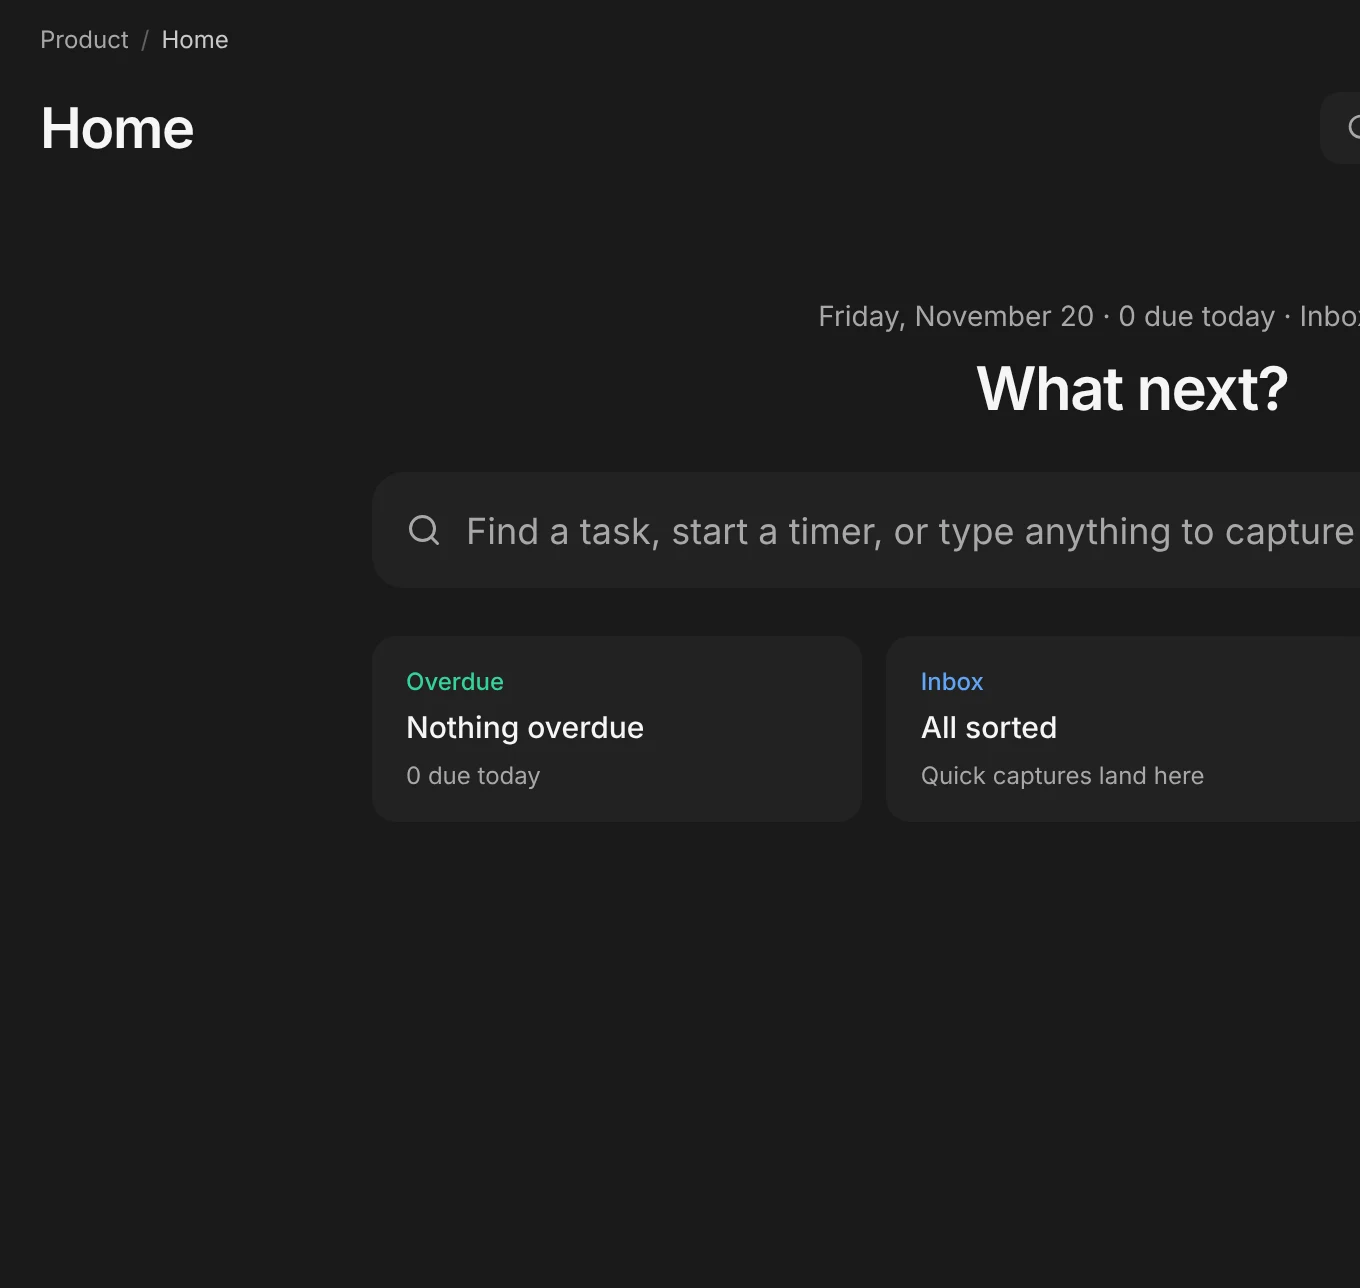 Product / Home
Home
Friday, November 20 · 0 due today · Inbox
What next?
Find a task, start a timer, or type anything to capture
Overdue
Nothing overdue
0 due today
Inbox
All sorted
Quick captures land here